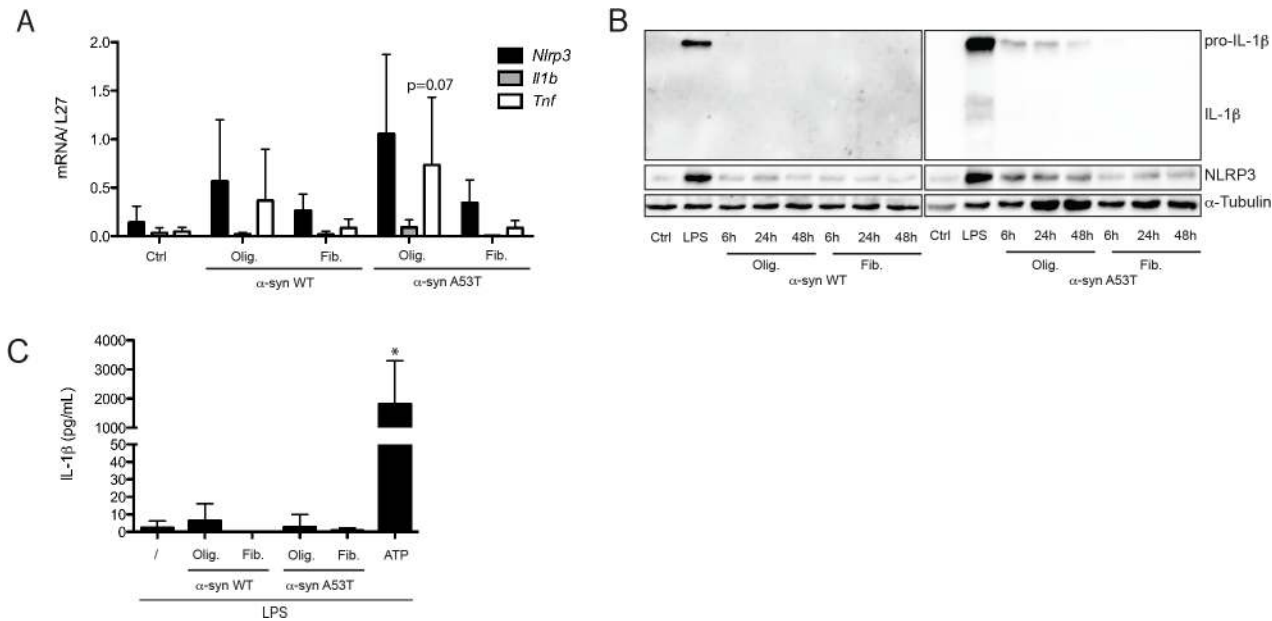 A
2.0
1.5
1.0
0.5
0.0
mRNA/ L27
Nlrp3
Il1b
Tnf
p=0.07
Ctrl
Olig.
Fib.
Olig.
Fib.
α-syn WT
α-syn A53T
B
pro-IL-1β
IL-1β
NLRP3
α-Tubulin
Ctrl LPS 6h 24h 48h 6h 24h 48h Ctrl LPS 6h 24h 48h 6h 24h 48h
Olig. Fib. Olig. Fib.
α-syn WT α-syn A53T
C
4000
3000
2000
1000
50
40
30
20
10
0
IL-1β (pg/mL)
*
/ Olig. Fib. Olig. Fib. ATP
α-syn WT α-syn A53T
LPS